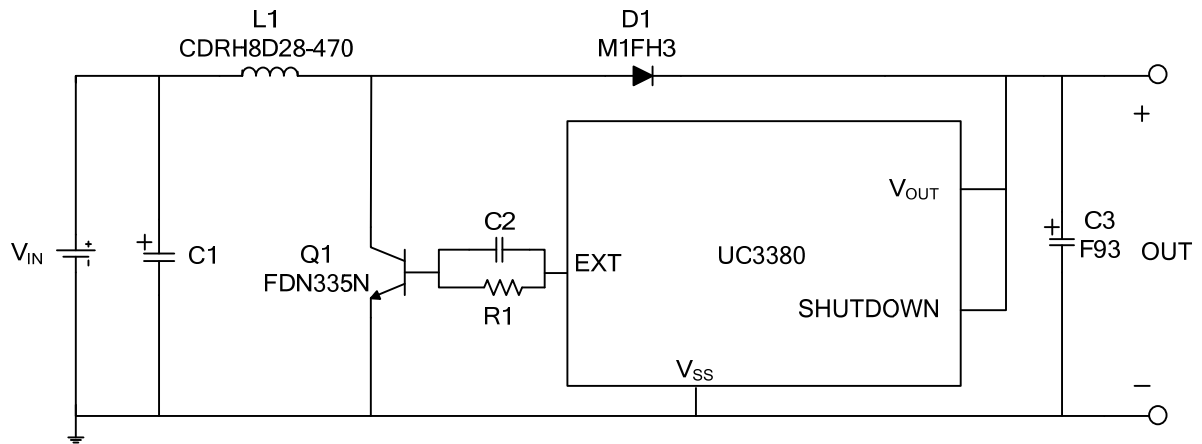 L1
CDRH8D28-470
D1
M1FH3
+
VOUT
VIN
+
-
+
C1
Q1
FDN335N
C2
R1
EXT
UC3380
+
C3
F93
OUT
SHUTDOWN
VSS
−